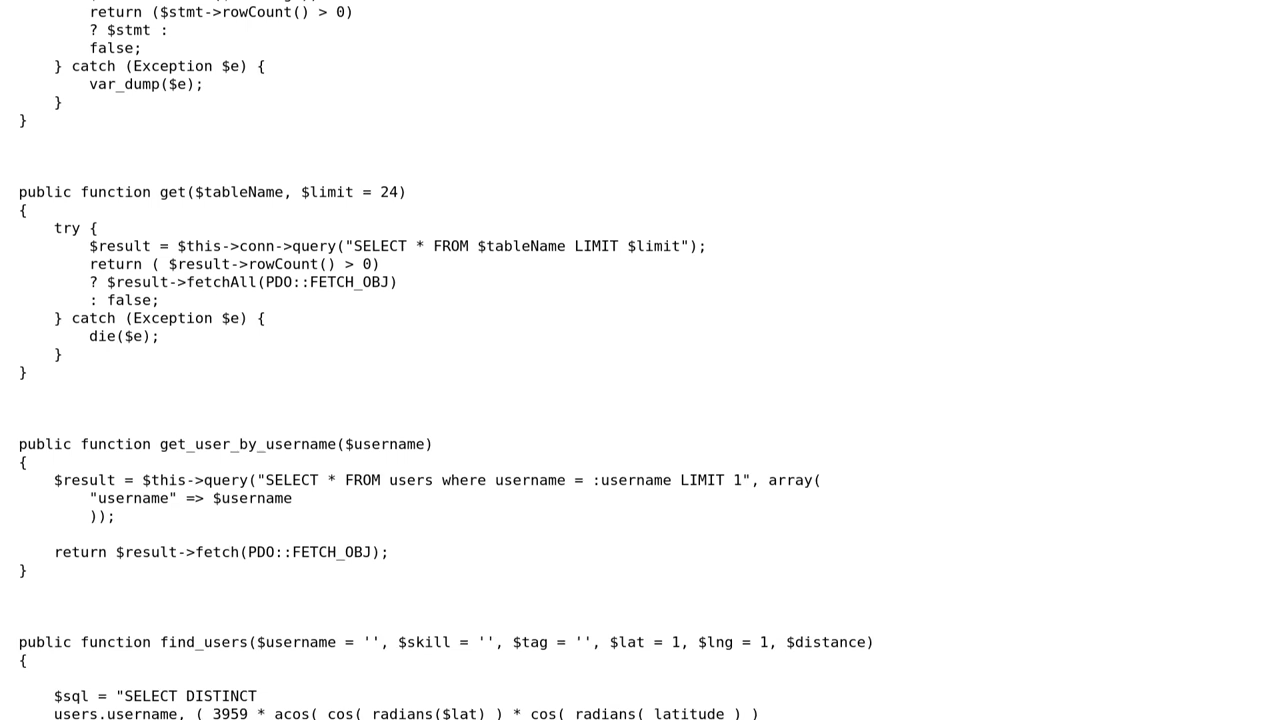 return ($stmt->rowCount() > 0)
? $stmt :
false;
} catch (Exception $e) {
var_dump($e);
}
}
public function get($tableName, $limit = 24)
{
try {
$result = $this->conn->query("SELECT * FROM $tableName LIMIT $limit");
return ( $result->rowCount() > 0)
? $result->fetchAll(PDO::FETCH_OBJ)
: false;
} catch (Exception $e) {
die($e);
}
}
public function get_user_by_username($username)
{
$result = $this->query("SELECT * FROM users where username = :username LIMIT 1", array(
"username" => $username
));
return $result->fetch(PDO::FETCH_OBJ);
}
public function find_users($username = '', $skill = '', $tag = '', $lat = 1, $lng = 1, $distance)
{
$sql = "SELECT DISTINCT
users.username, ( 3959 * acos( cos( radians($lat) ) * cos( radians( latitude ) )